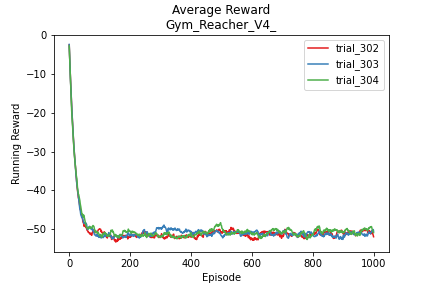 Average Reward
Gym_Reacher_V4_
trial_302
trial_303
trial_304
Running Reward
0
−10
−20
−30
−40
−50
0
200
400
600
800
1000
Episode